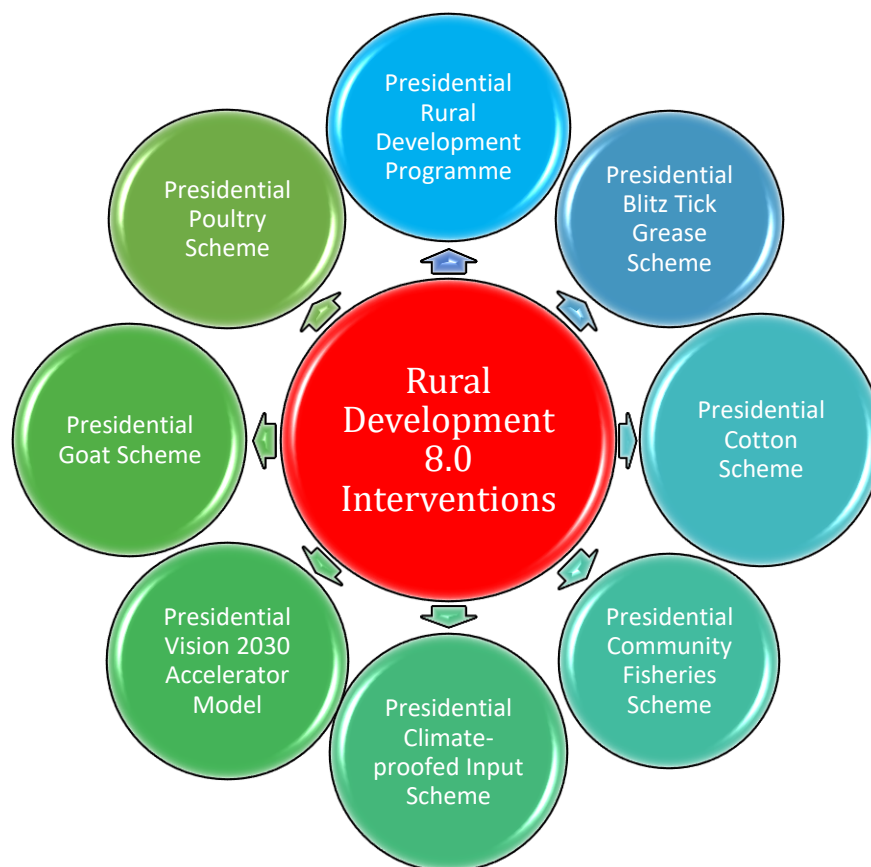 Presidential
Rural
Development
Programme
Presidential
Blitz Tick
Grease
Scheme
Presidential
Cotton
Scheme
Presidential
Community
Fisheries
Scheme
Presidential
Climate-
proofed Input
Scheme
Presidential
Vision 2030
Accelerator
Model
Presidential
Goat Scheme
Presidential
Poultry
Scheme
Rural
Development
8.0
Interventions